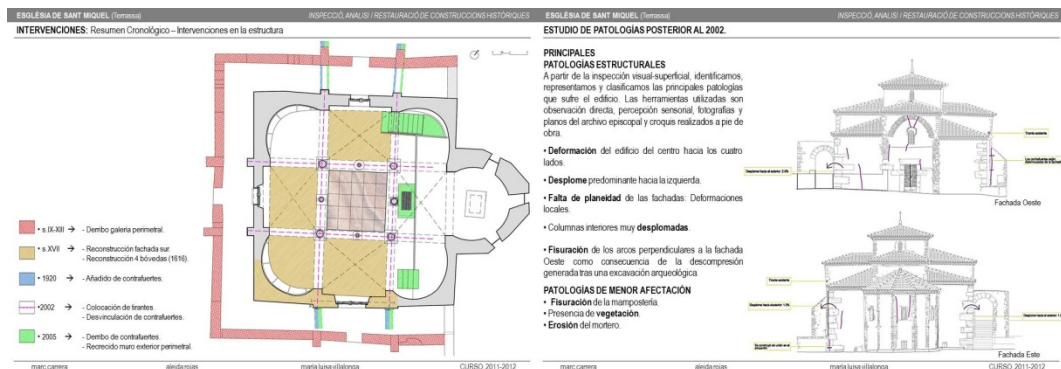 ESGLÉSIA DE SANT MIQUEL (Terrassa)
INSPECCIÓ, ANALISI I RESTAURACIÓ DE CONSTRUCCIONS HISTÒRIQUES
INTERVENCIONES: Resumen Cronológico – Intervenciones en la estructura
• s.IX-XIII → - Derribo galeria perimetral.
• s.XVII → - Reconstrucción fachada sur.
- Reconstrucción 4 bóvedas (1616).
• 1920 → - Añadido de contrafuertes.
•2002 → - Colocación de tirantes.
- Desvinculación de contrafuertes.
• 2005 → - Derribo de contrafuertes.
- Recrecido muro exterior perimetral.
marc carrera aleida rojas maria luisa villalonga CURSO 2011-2012
ESGLÉSIA DE SANT MIQUEL (Terrassa)
INSPECCIÓ, ANALISI I RESTAURACIÓ DE CONSTRUCCIONS HISTÒRIQUES
ESTUDIO DE PATOLOGÍAS POSTERIOR AL 2002.
PRINCIPALES
PATOLOGÍAS ESTRUCTURALES
A partir de la inspección visual-superficial, identificamos,
representamos y clasificamos las principales patologías
que sufre el edificio. Las herramientas utilizadas son
observación directa, percepción sensorial, fotografías y
planos del archivo episcopal y croquis realizados a pie de
obra.
• Deformación del edificio del centro hacia los cuatro
lados.
• Desplome predominante hacia la izquierda.
• Falta de planeidad de las fachadas: Deformaciones
locales.
• Columnas interiores muy desplomadas.
• Fisuración de los arcos perpendiculares a la fachada
Oeste como consecuencia de la descompresión
generada tras una excavación arqueológica.
PATOLOGÍAS DE MENOR AFECTACIÓN
• Fisuración de la mampostería.
• Presencia de vegetación.
• Erosión del mortero.
Fachada Oeste
Fachada Este
marc carrera aleida rojas maria luisa villalonga CURSO 2011-2012